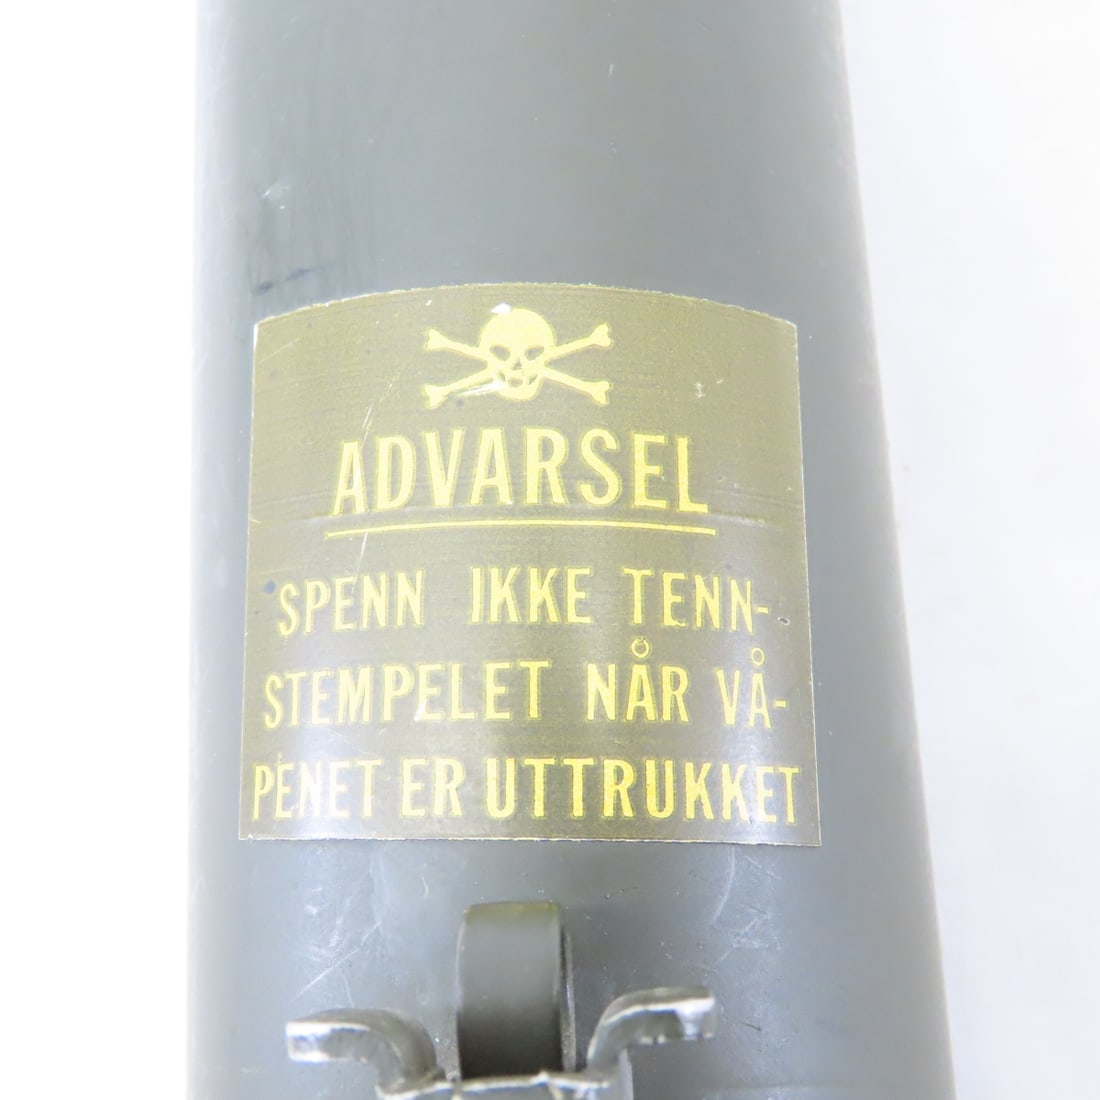 ADVARSEL
SPENN IKKE TENN-
STEMPELET NÅR VÅ-
PENET ER UTTRUKKET